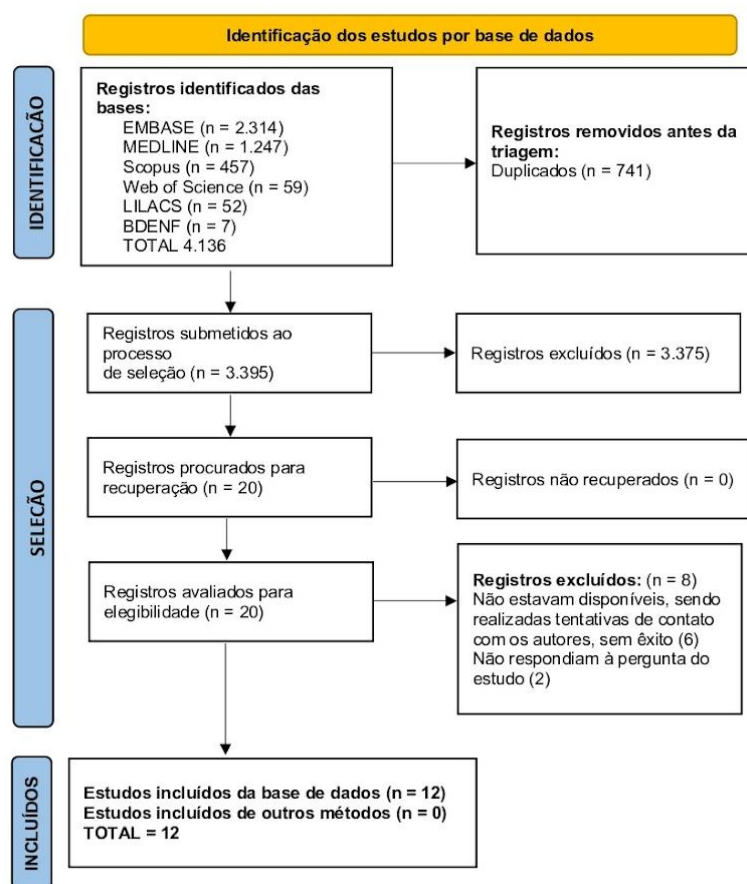 Identificação dos estudos por base de dados
IDENTIFICAÇÃO
Registros identificados das
bases:
EMBASE (n = 2.314)
MEDLINE (n = 1.247)
Scopus (n = 457)
Web of Science (n = 59)
LILACS (n = 52)
BDENF (n = 7)
TOTAL 4.136
Registros removidos antes da
triagem:
Duplicados (n = 741)
SELEÇÃO
Registros submetidos ao
processo
de seleção (n = 3.395)
Registros excluídos (n = 3.375)
Registros procurados para
recuperação (n = 20)
Registros não recuperados (n = 0)
Registros avaliados para
elegibilidade (n = 20)
Registros excluídos: (n = 8)
Não estavam disponíveis, sendo
realizadas tentativas de contato
com os autores, sem êxito (6)
Não respondiam à pergunta do
estudo (2)
INCLUÍDOS
Estudos incluídos da base de dados (n = 12)
Estudos incluídos de outros métodos (n = 0)
TOTAL = 12